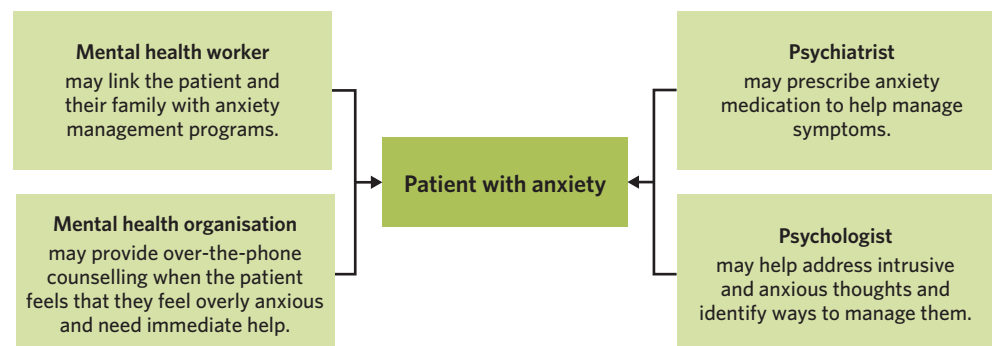 Mental health worker
may link the patient and
their family with anxiety
management programs.
Mental health organisation
may provide over-the-phone
counselling when the patient
feels that they feel overly anxious
and need immediate help.
Patient with anxiety
Psychiatrist
may prescribe anxiety
medication to help manage
symptoms.
Psychologist
may help address intrusive
and anxious thoughts and
identify ways to manage them.